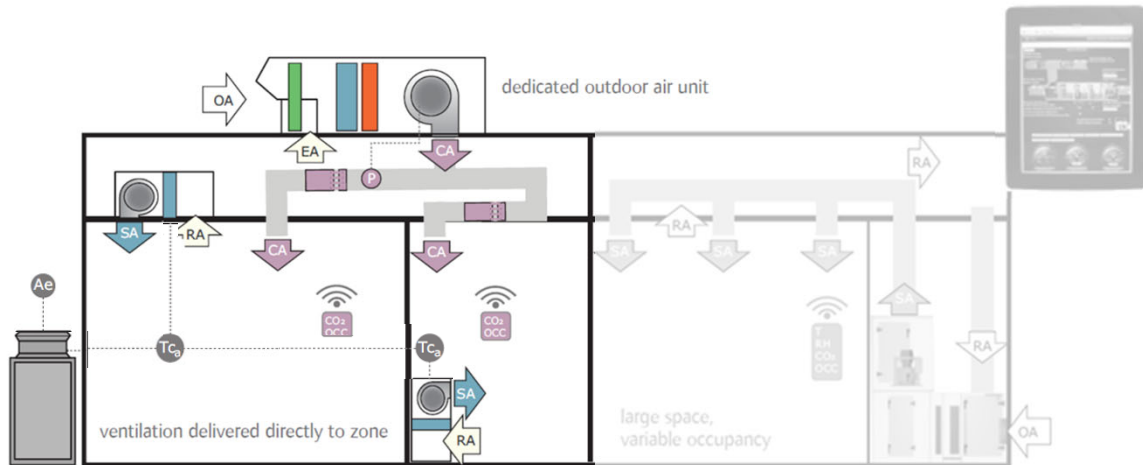 dedicated outdoor air unit
OA
EA
CA
P
RA
SA
RA
CA
CA
SA
RA
SA
SA
Ae
CO₂
OCC
CO₂
OCC
T
RH
CO₂
OCC
SA
Tcₐ
Tcₐ
RA
SA
RA
OA
ventilation delivered directly to zone
large space,
variable occupancy